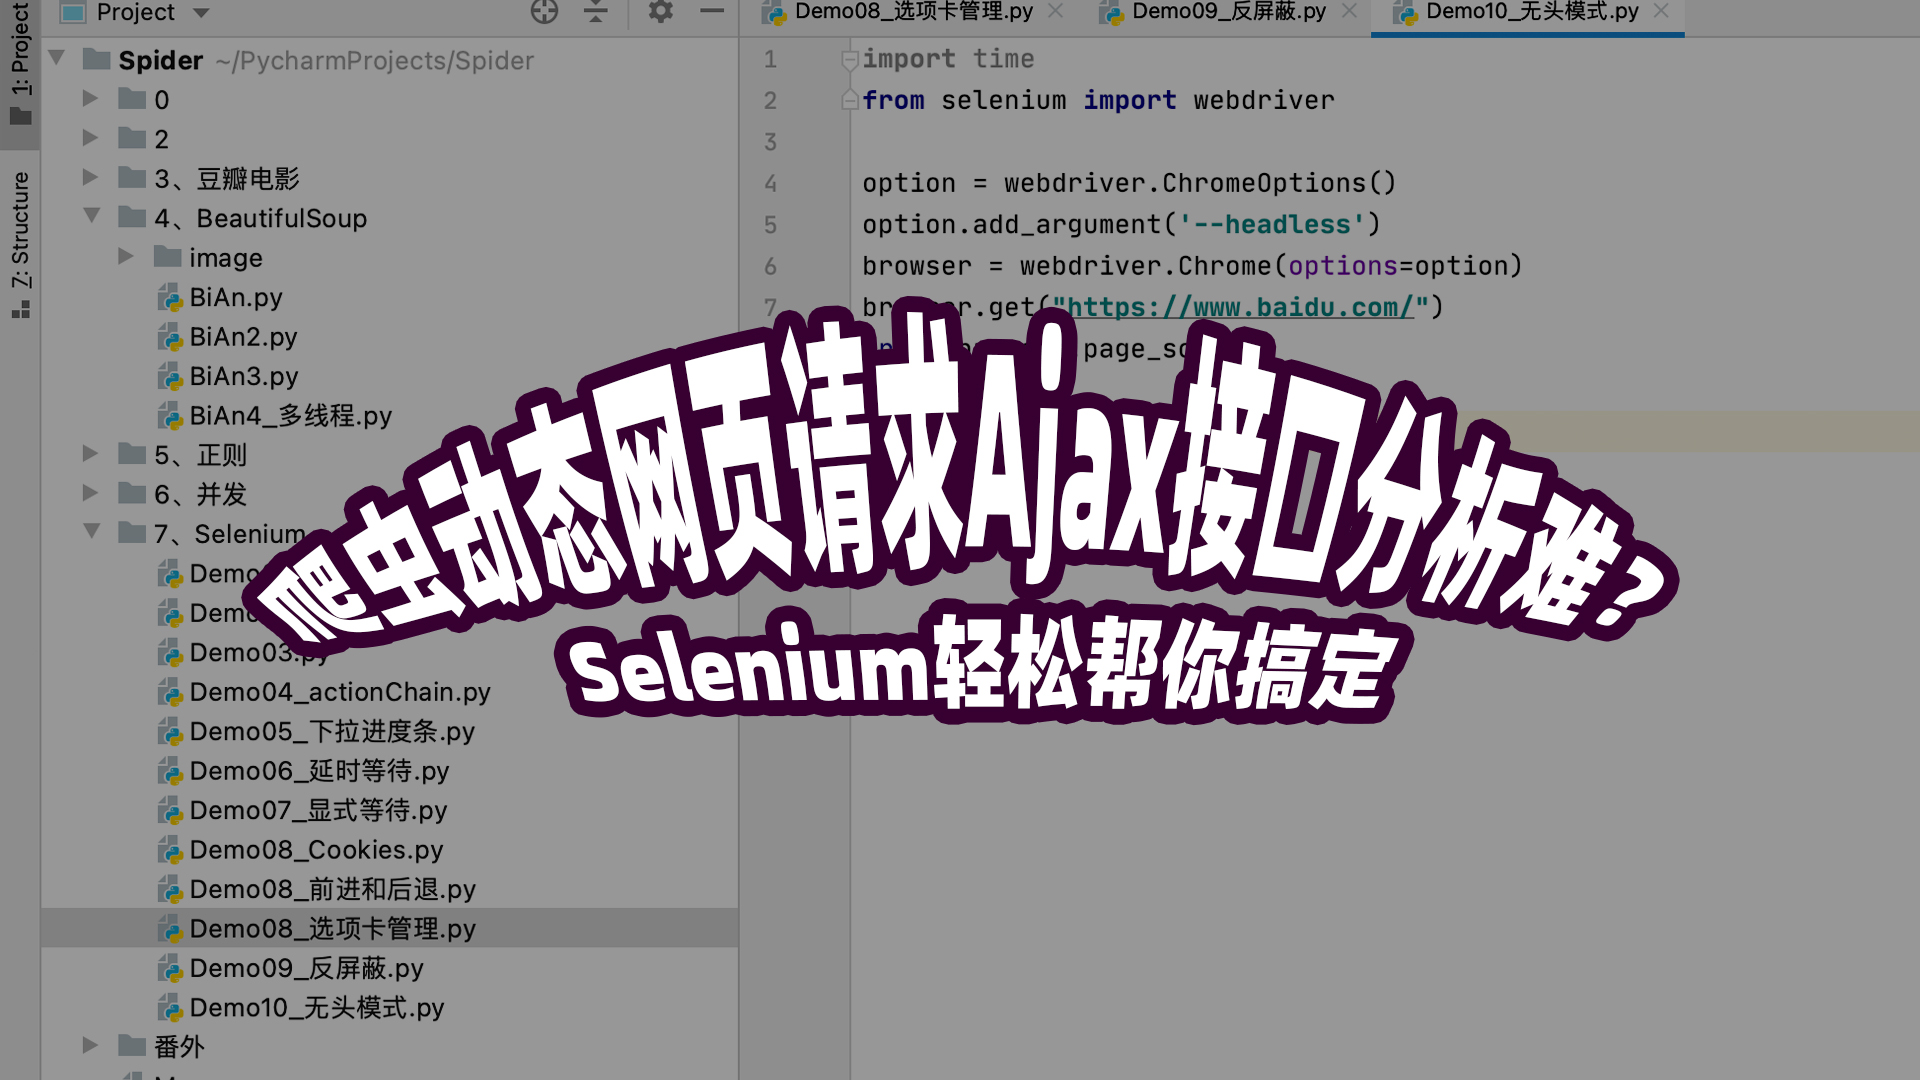 Project
Demo08_选项卡管理.py
Demo09_反屏蔽.py
Demo10_无头模式.py
1: Project
7: Structure
Spider ~/PycharmProjects/Spider
0
2
3、豆瓣电影
4、BeautifulSoup
image
BiAn.py
BiAn2.py
BiAn3.py
BiAn4_多线程.py
5、正则
6、并发
7、Selenium
Demo
Demo
Demo03.py
Demo04_actionChain.py
Demo05_下拉进度条.py
Demo06_延时等待.py
Demo07_显式等待.py
Demo08_Cookies.py
Demo08_前进和后退.py
Demo08_选项卡管理.py
Demo09_反屏蔽.py
Demo10_无头模式.py
番外
1 import time
2 from selenium import webdriver
3
4 option = webdriver.ChromeOptions()
5 option.add_argument('--headless')
6 browser = webdriver.Chrome(options=option)
7 br er.get("https://www.baidu.com/")
page_so
爬虫动态网页请求Ajax接口分析难?
Selenium轻松帮你搞定